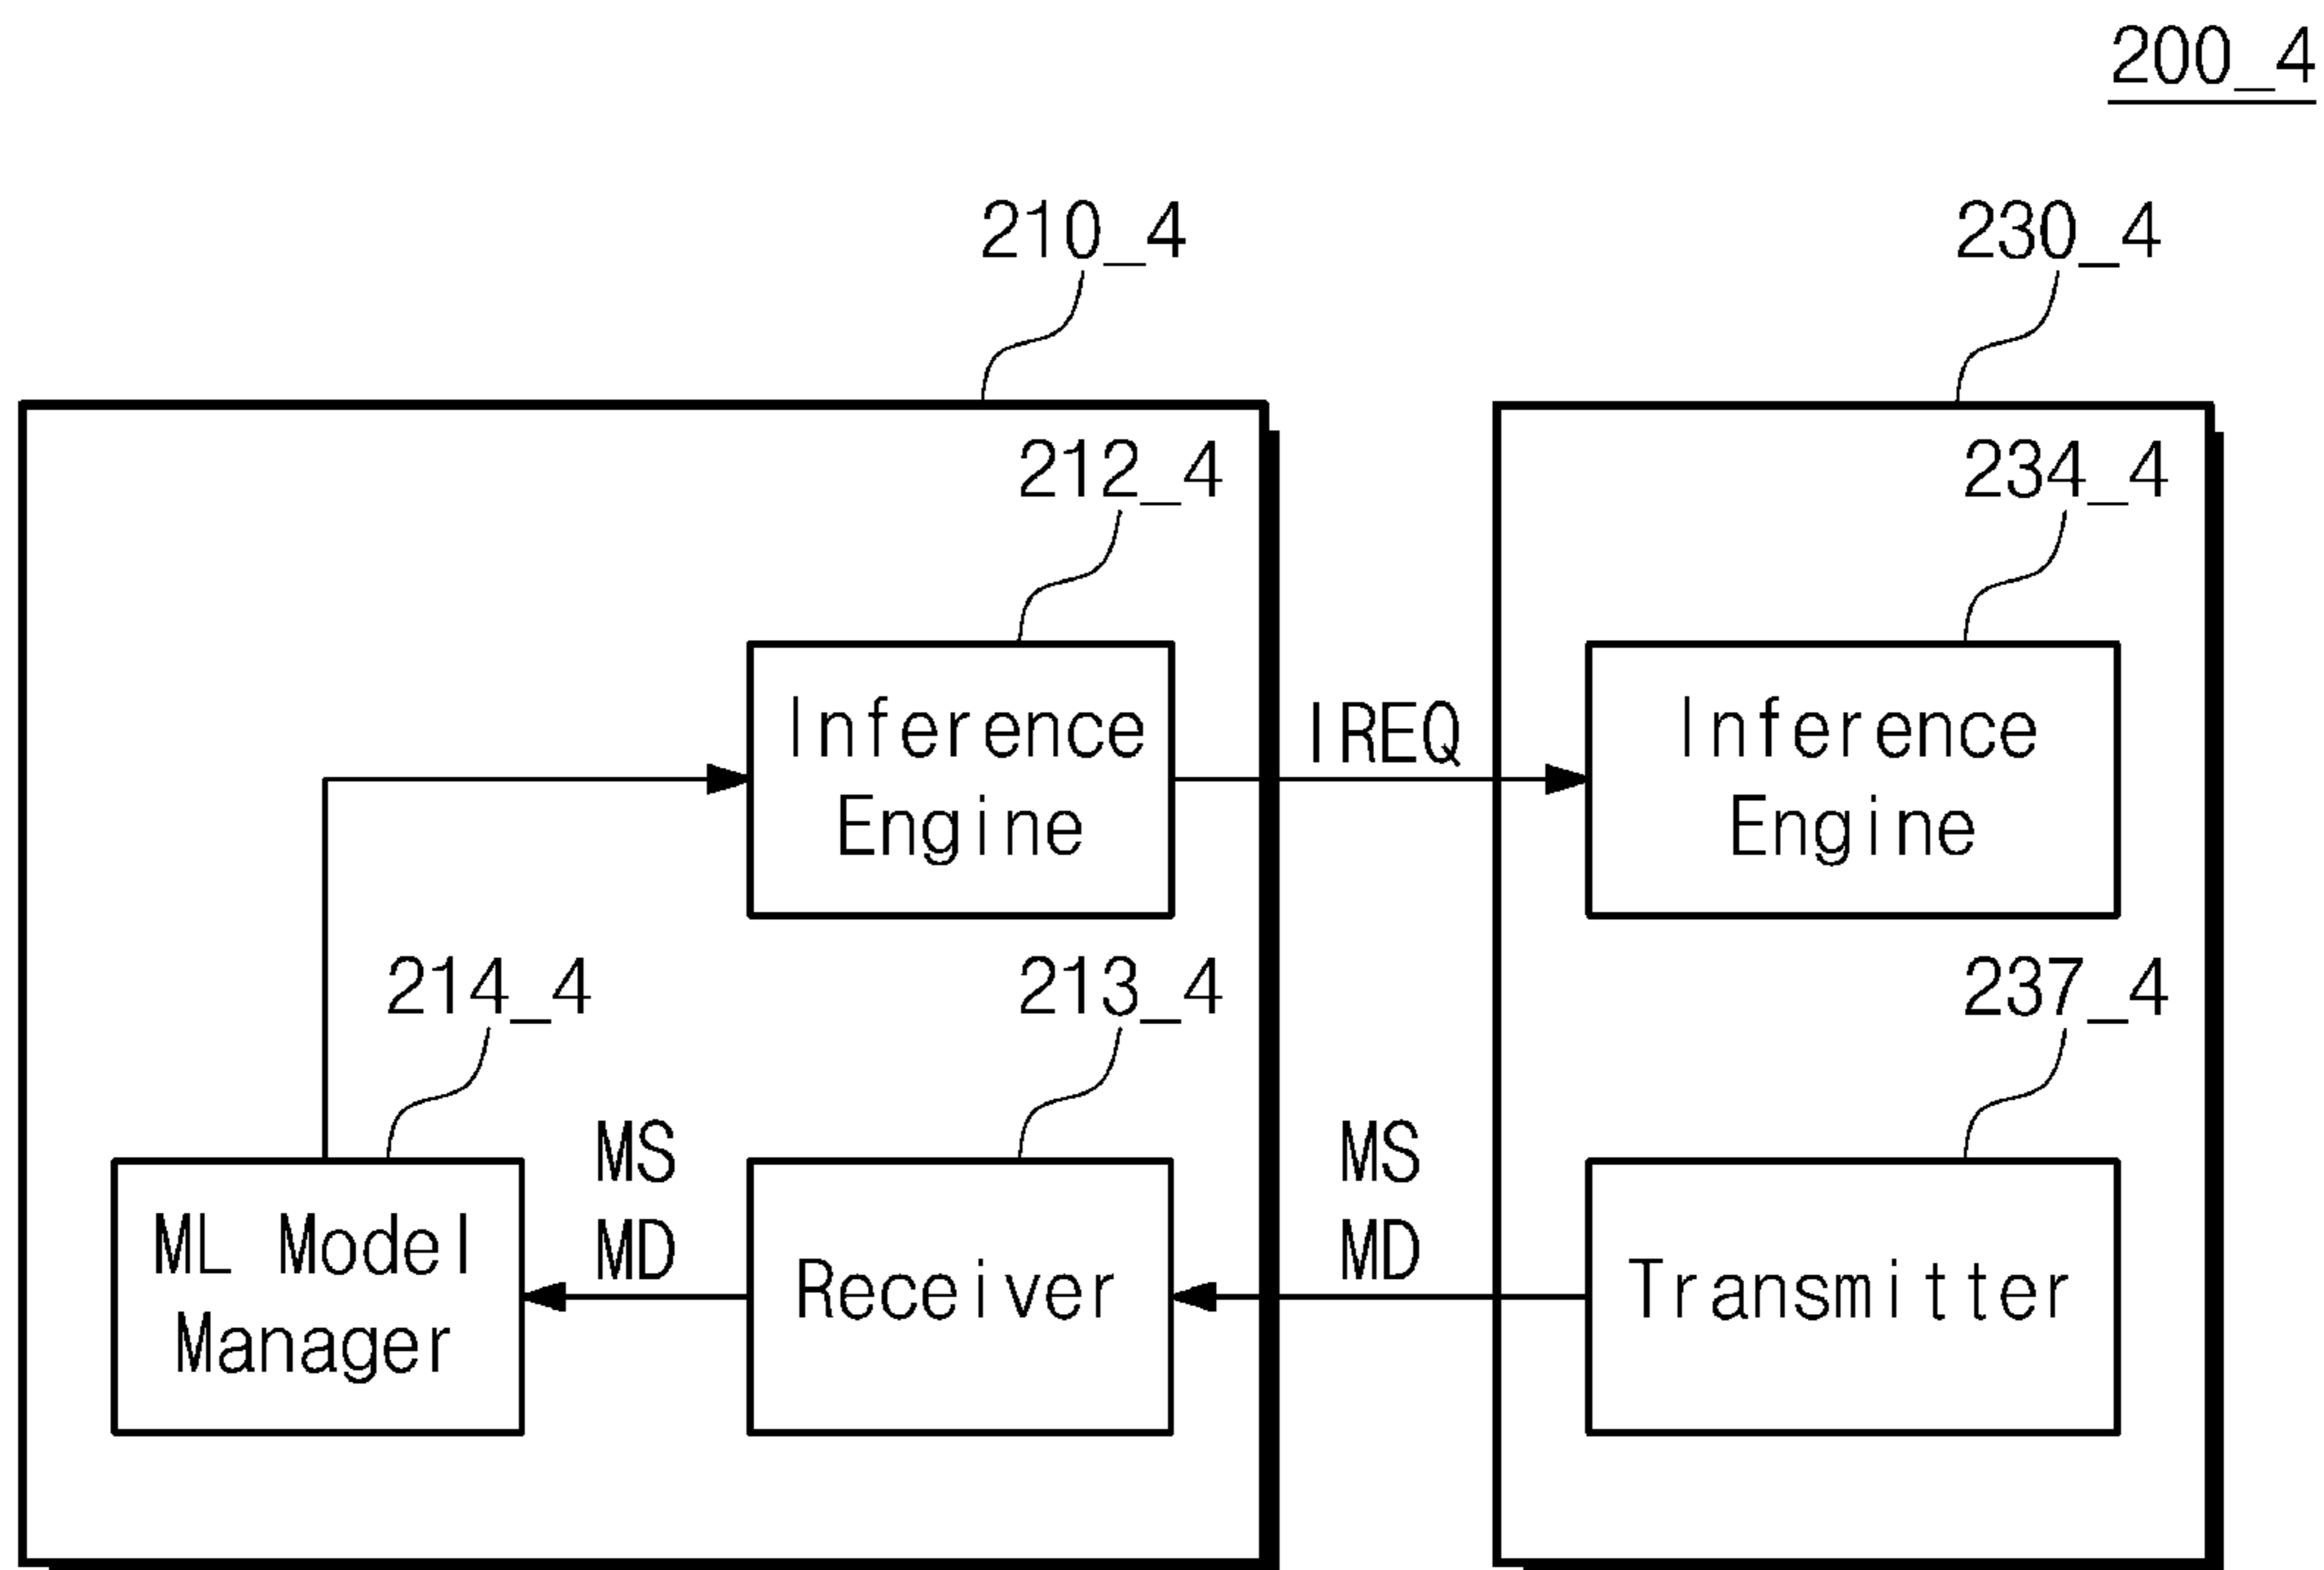 200_4
210_4
230_4
212_4
234_4
Inference
Engine
IREQ
Inference
Engine
214_4
213_4
237_4
MS
MD
MS
MD
ML Model
Manager
Receiver
Transmitter